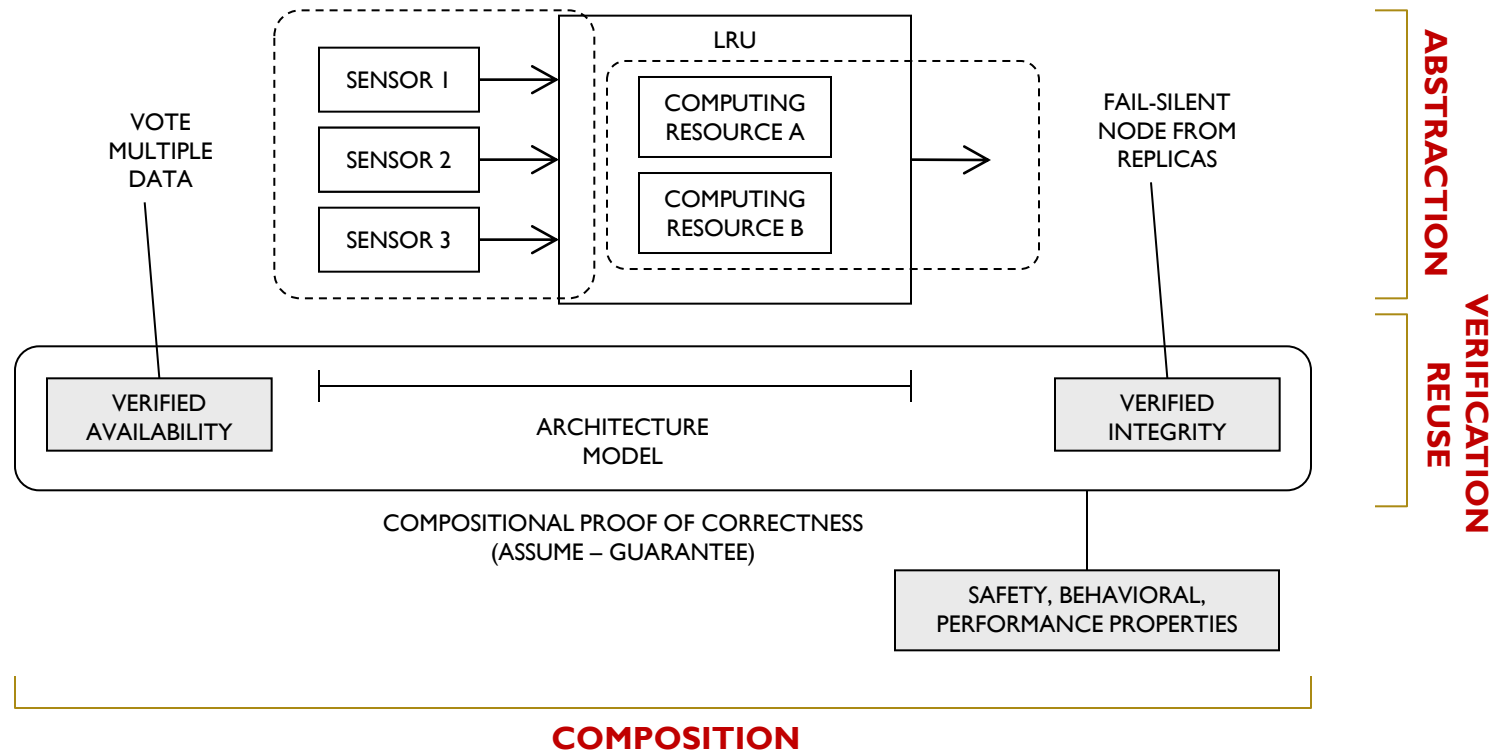 LRU
SENSOR 1
SENSOR 2
SENSOR 3
COMPUTING
RESOURCE A
COMPUTING
RESOURCE B
VOTE
MULTIPLE
DATA
FAIL-SILENT
NODE FROM
REPLICAS
ABSTRACTION
VERIFIED
AVAILABILITY
ARCHITECTURE
MODEL
VERIFIED
INTEGRITY
VERIFICATION
REUSE
COMPOSITIONAL PROOF OF CORRECTNESS
(ASSUME – GUARANTEE)
SAFETY, BEHAVIORAL,
PERFORMANCE PROPERTIES
COMPOSITION